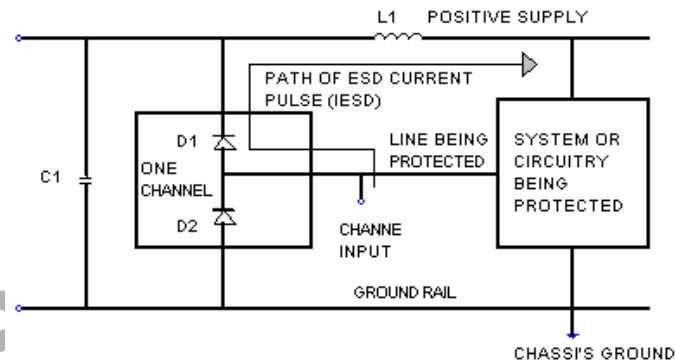 L1 POSITIVE SUPPLY
PATH OF ESD CURRENT
PULSE (IESD)
D1
LINE BEING
PROTECTED
SYSTEM OR
CIRCUITRY
BEING
PROTECTED
ONE
CHANNEL
C1
D2
CHANNE
INPUT
GROUND RAIL
CHASSI'S GROUND